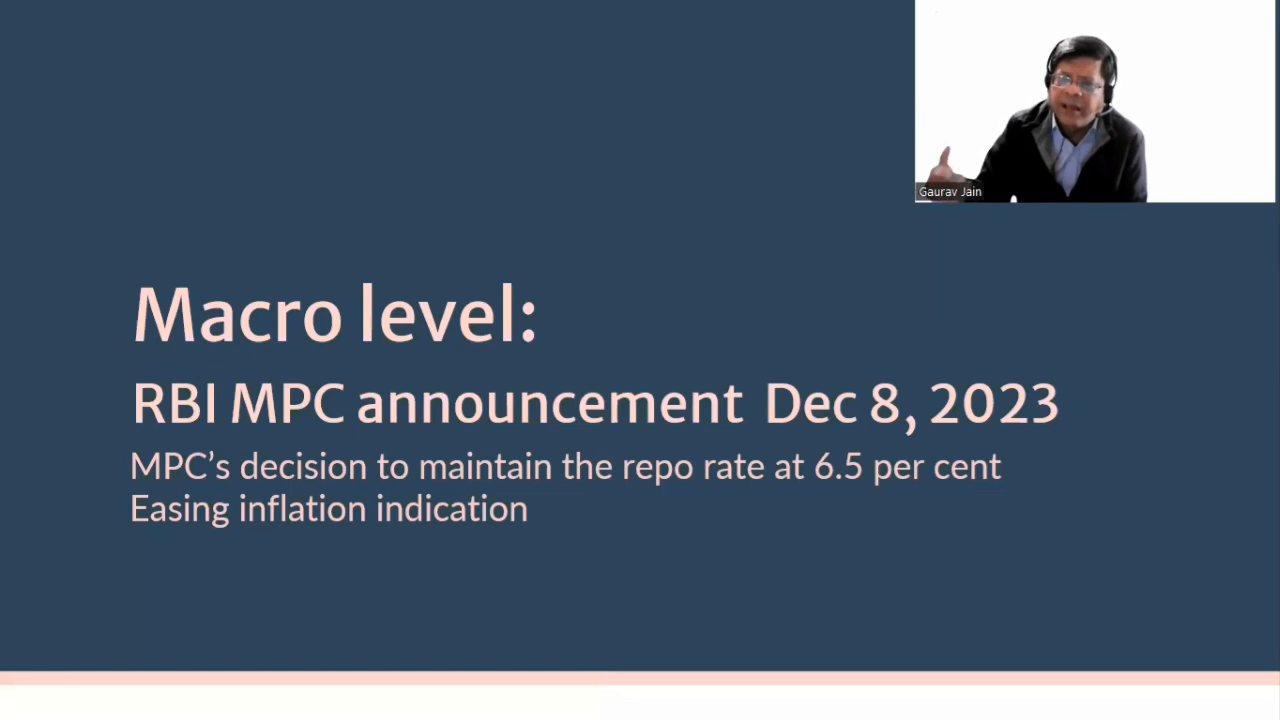 Gaurav Jain
Macro level:
RBI MPC announcement Dec 8, 2023
MPC’s decision to maintain the repo rate at 6.5 per cent
Easing inflation indication